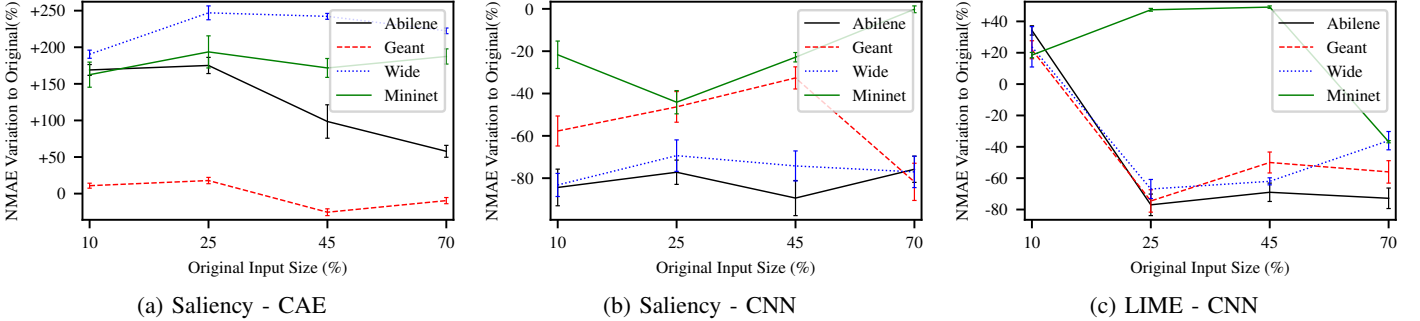 NMAE Variation to Original(%)
+250
+200
+150
+100
+50
0
10
25
45
70
Original Input Size (%)
Abilene
Geant
Wide
Mininet
(a) Saliency - CAE
NMAE Variation to Original(%)
0
-20
-40
-60
-80
10
25
45
70
Original Input Size (%)
Abilene
Geant
Wide
Mininet
(b) Saliency - CNN
NMAE Variation to Original(%)
+40
+20
0
-20
-40
-60
-80
10
25
45
70
Original Input Size (%)
Abilene
Geant
Wide
Mininet
(c) LIME - CNN